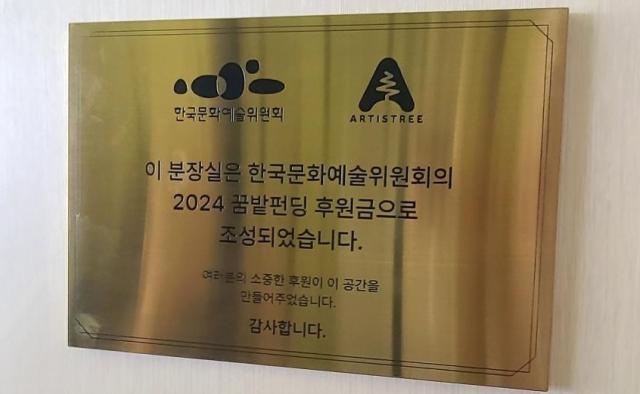 한국문화예술위원회
ARTISTREE
이 분장실은 한국문화예술위원회의
2024 꿈밭펀딩 후원금으로
조성되었습니다.
여러분의 소중한 후원이 이 공간을
만들어주었습니다.
감사합니다.